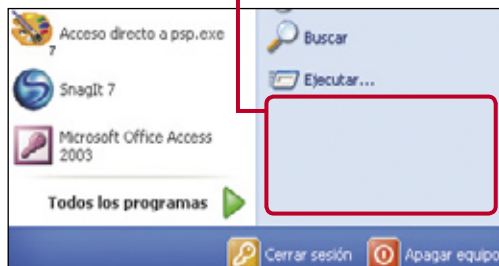 Acceso directo a psp.exe
7
SnagIt 7
Microsoft Office Access
2003
Todos los programas
Buscar
Ejecutar...
Cerrar sesión
Apagar equipo